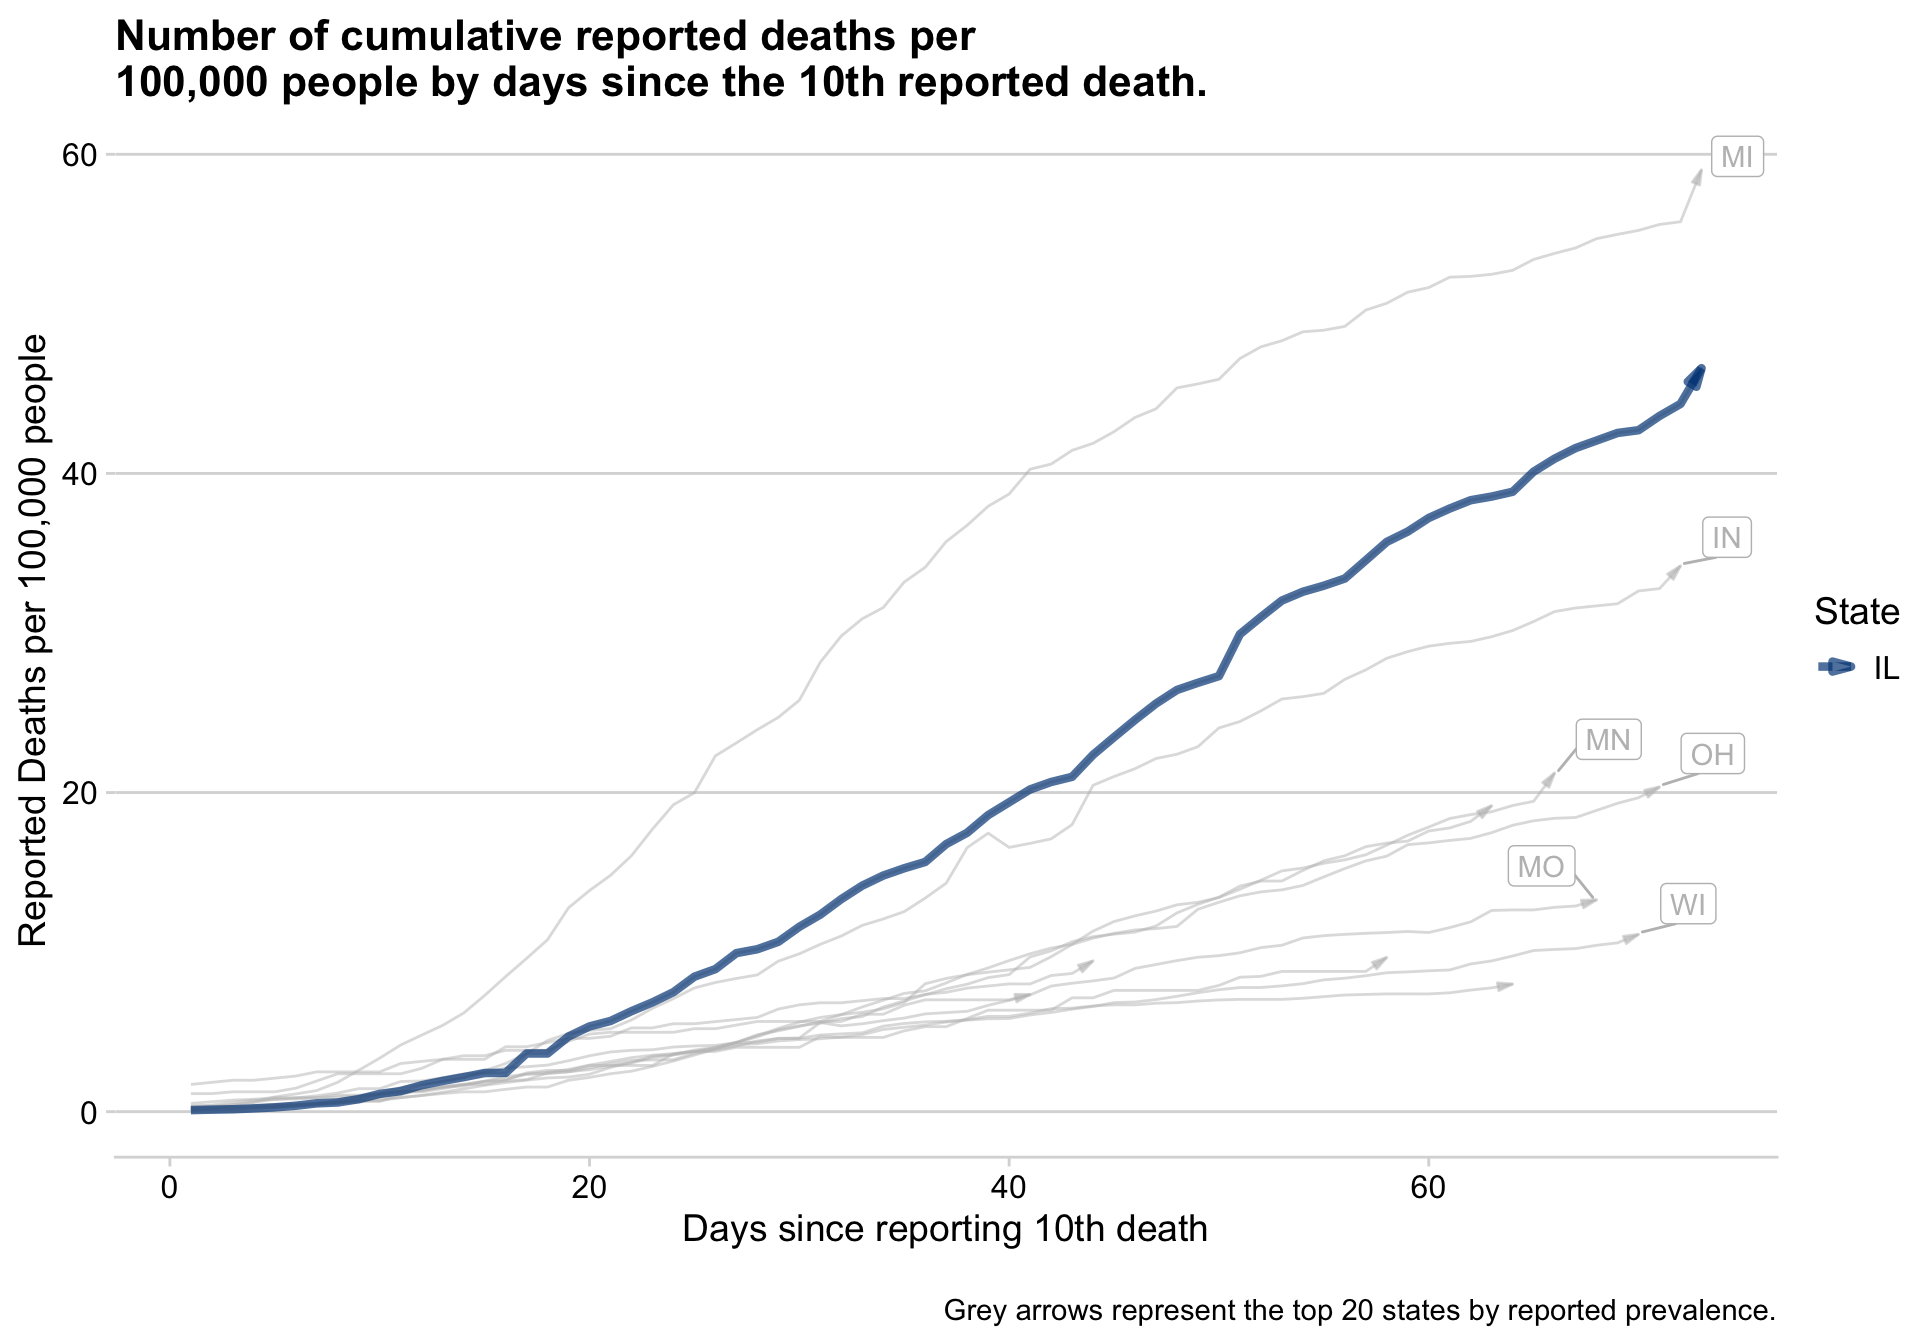 Number of cumulative reported deaths per
100,000 people by days since the 10th reported death.
Reported Deaths per 100,000 people
60
40
20
0
MI
IN
MN
OH
MO
WI
State
IL
0
20
40
60
Days since reporting 10th death
Grey arrows represent the top 20 states by reported prevalence.